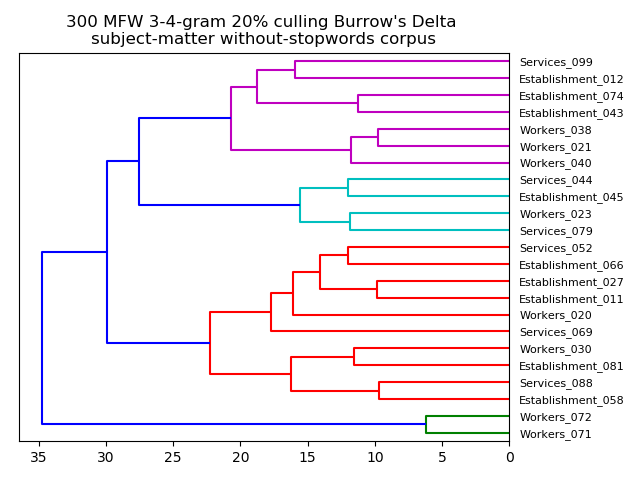 300 MFW 3-4-gram 20% culling Burrow's Delta
subject-matter without-stopwords corpus
Services_099
Establishment_012
Establishment_074
Establishment_043
Workers_038
Workers_021
Workers_040
Services_044
Establishment_045
Workers_023
Services_079
Services_052
Establishment_066
Establishment_027
Establishment_011
Workers_020
Services_069
Workers_030
Establishment_081
Services_088
Establishment_058
Workers_072
Workers_071
35 30 25 20 15 10 5 0